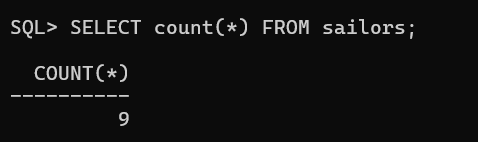 SQL> SELECT count(*) FROM sailors;
COUNT(*)
----------
9